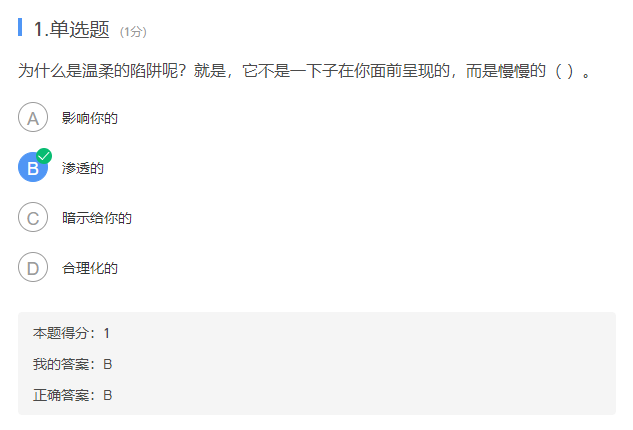 1.单选题 (1分)
为什么是温柔的陷阱呢？就是，它不是一下子在你面前呈现的，而是慢慢的（ ）。
A 影响你的
B 渗透的
C 暗示给你的
D 合理化的
本题得分：1
我的答案：B
正确答案：B